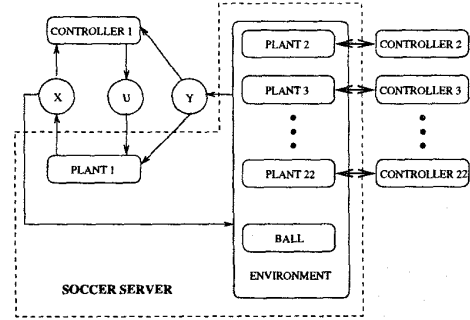 CONTROLLER 1
X
U
Y
PLANT 1
PLANT 2
CONTROLLER 2
PLANT 3
CONTROLLER 3
PLANT 22
CONTROLLER 22
BALL
ENVIRONMENT
SOCCER SERVER